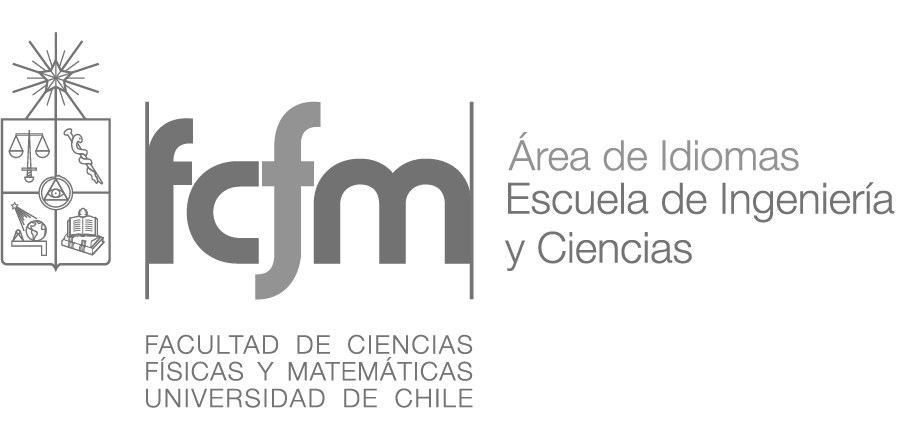 fcfm
Área de Idiomas
Escuela de Ingeniería
y Ciencias
FACULTAD DE CIENCIAS
FÍSICAS Y MATEMÁTICAS
UNIVERSIDAD DE CHILE